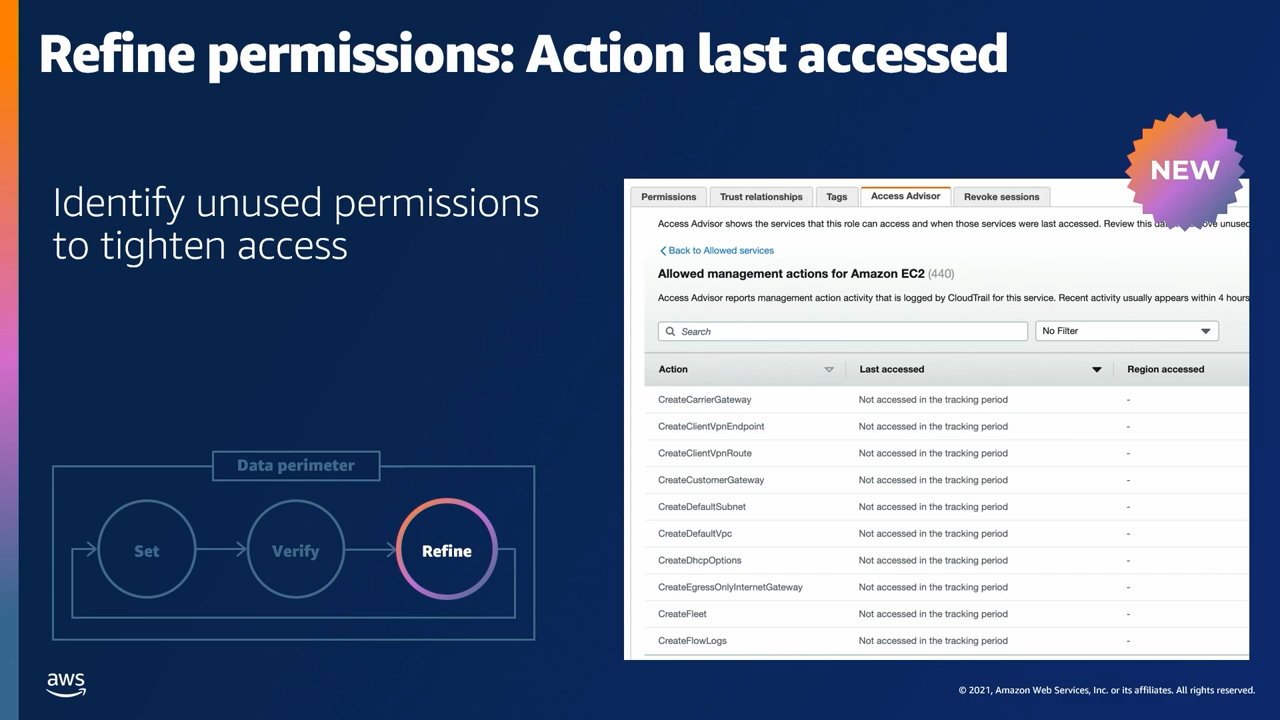 Refine permissions: Action last accessed
Identify unused permissions
to tighten access
NEW
Permissions
Trust relationships
Tags
Access Advisor
Revoke sessions
Access Advisor shows the services that this role can access and when those services were last accessed. Review this unused
Back to Allowed services
Allowed management actions for Amazon EC2 (440)
Access Advisor reports management action activity that is logged by CloudTrail for this service. Recent activity usually appears within 4 hours
Search
No Filter
Action Last accessed Region accessed
CreateCarrierGateway Not accessed in the tracking period -
CreateClientVpnEndpoint Not accessed in the tracking period -
CreateClientVpnRoute Not accessed in the tracking period -
CreateCustomerGateway Not accessed in the tracking period -
CreateDefaultSubnet Not accessed in the tracking period -
CreateDefaultVpc Not accessed in the tracking period -
CreateDhcpOptions Not accessed in the tracking period -
CreateEgressOnlyInternetGateway Not accessed in the tracking period -
CreateFleet Not accessed in the tracking period -
CreateFlowLogs Not accessed in the tracking period -
Data perimeter
Set
Verify
Refine
aws
© 2021, Amazon Web Services, Inc. or its affiliates. All rights reserved.